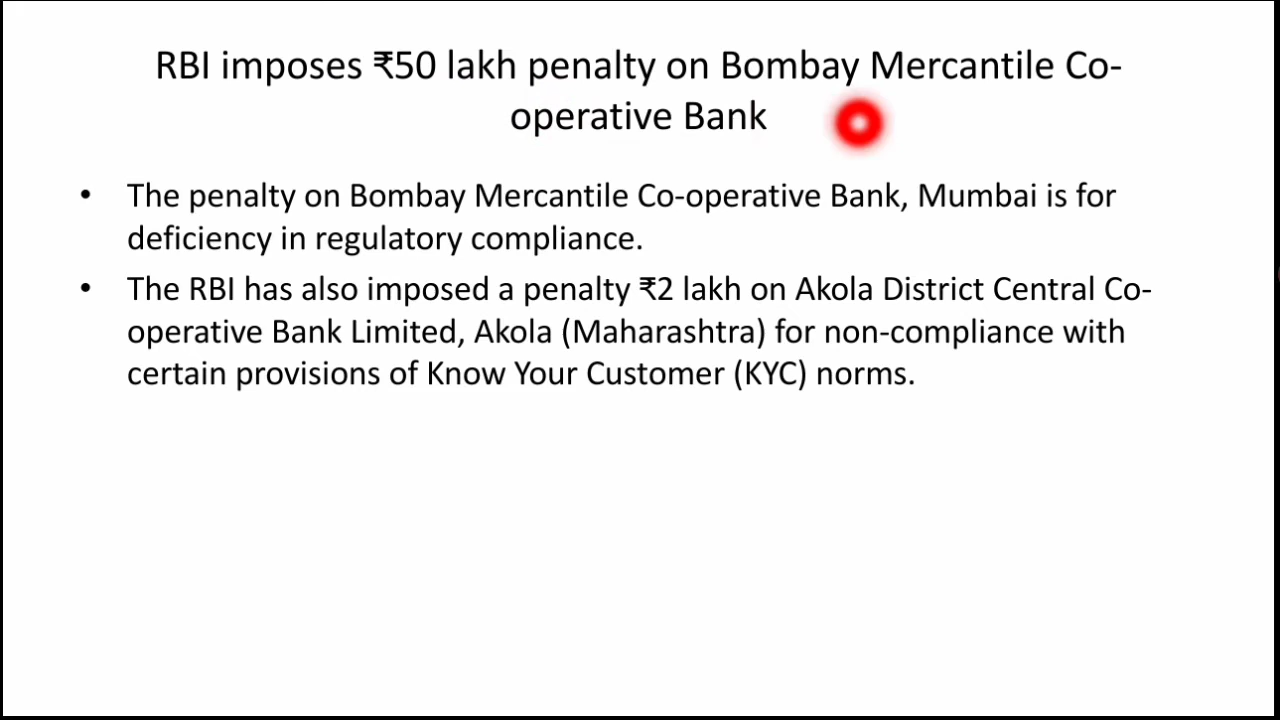 RBI imposes ₹50 lakh penalty on Bombay Mercantile Co-
operative Bank
• The penalty on Bombay Mercantile Co-operative Bank, Mumbai is for
deficiency in regulatory compliance.
• The RBI has also imposed a penalty ₹2 lakh on Akola District Central Co-
operative Bank Limited, Akola (Maharashtra) for non-compliance with
certain provisions of Know Your Customer (KYC) norms.